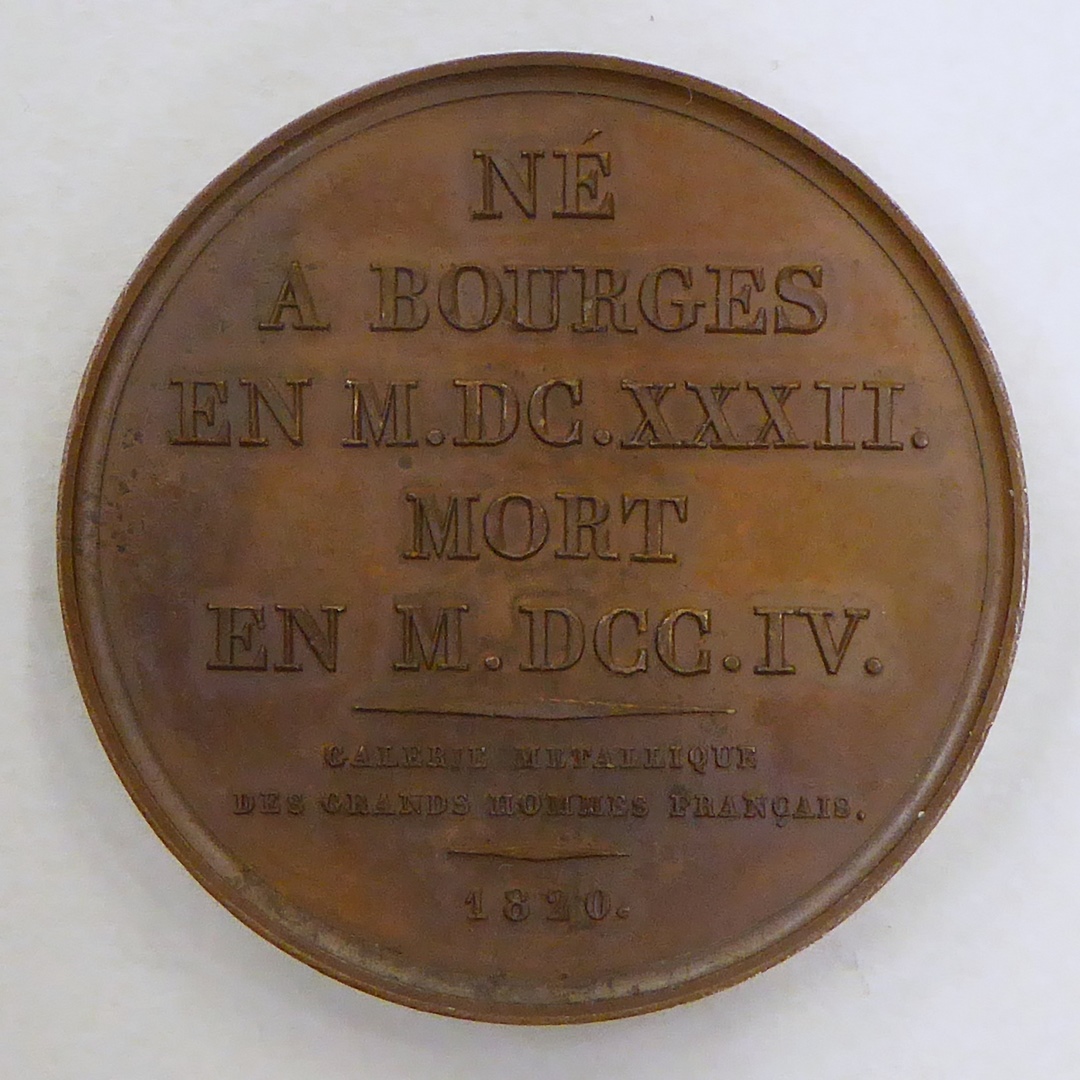 NÉ
A BOURGES
EN M.DC.XXXII.
MORT
EN M.DCC.IV.
GALERIE METALLIQUE
DES GRANDS HOMMES FRANÇAIS.
1820.